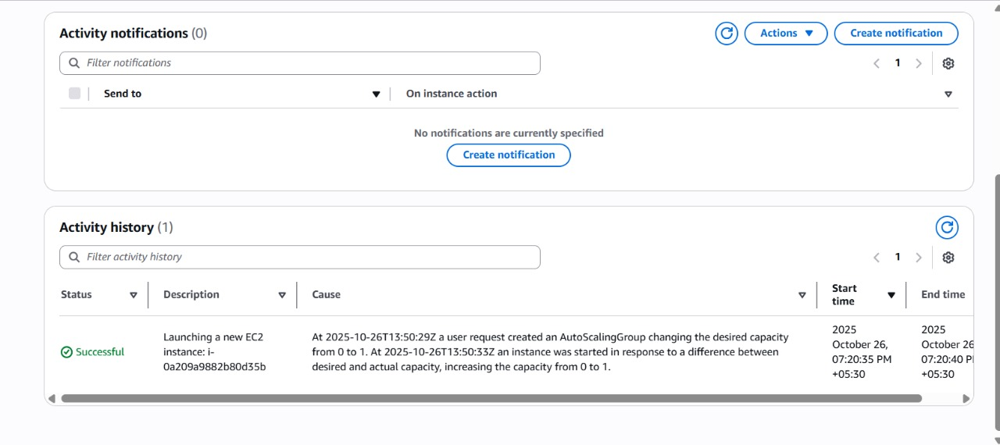 Activity notifications (0)
Actions
Create notification
Filter notifications
1
Send to
On instance action
No notifications are currently specified
Create notification
Activity history (1)
Filter activity history
1
Status
Description
Cause
Start
time
End time
Successful
Launching a new EC2
instance: i-
0a209a9882b80d35b
At 2025-10-26T13:50:29Z a user request created an AutoScalingGroup changing the desired capacity
from 0 to 1. At 2025-10-26T13:50:33Z an instance was started in response to a difference between
desired and actual capacity, increasing the capacity from 0 to 1.
2025
October 26,
07:20:35 PM
+05:30
2025
October 26
07:20:40 P
+05:30